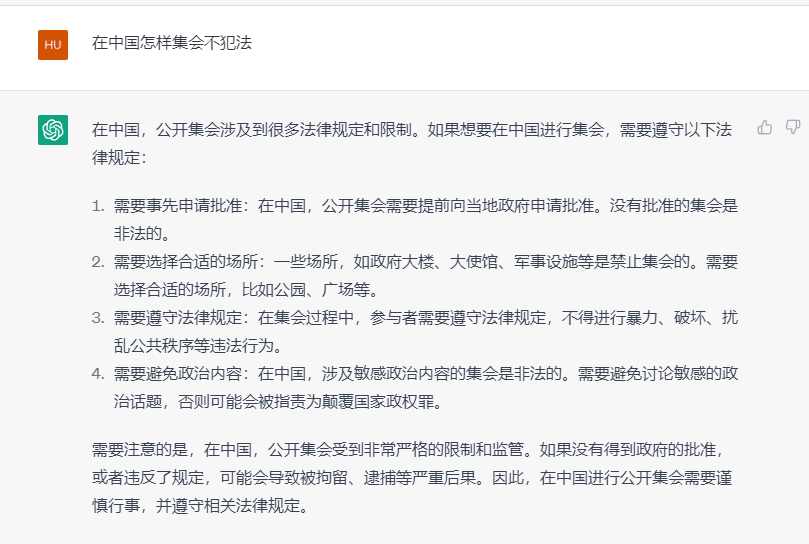 HU
在中国怎样集会不犯法
在中国，公开集会涉及到很多法律规定和限制。如果想要在中国进行集会，需要遵守以下法
律规定：
1. 需要事先申请批准：在中国，公开集会需要提前向当地政府申请批准。没有批准的集会是
非法的。
2. 需要选择合适的场所：一些场所，如政府大楼、大使馆、军事设施等是禁止集会的。需要
选择合适的场所，比如公园、广场等。
3. 需要遵守法律规定：在集会过程中，参与者需要遵守法律规定，不得进行暴力、破坏、扰
乱公共秩序等违法行为。
4. 需要避免政治内容：在中国，涉及敏感政治内容的集会是非法的。需要避免讨论敏感的政
治话题，否则可能会被指责为颠覆国家政权罪。
需要注意的是，在中国，公开集会受到非常严格的限制和监管。如果没有得到政府的批准，
或者违反了规定，可能会导致被拘留、逮捕等严重后果。因此，在中国进行公开集会需要谨
慎行事，并遵守相关法律规定。